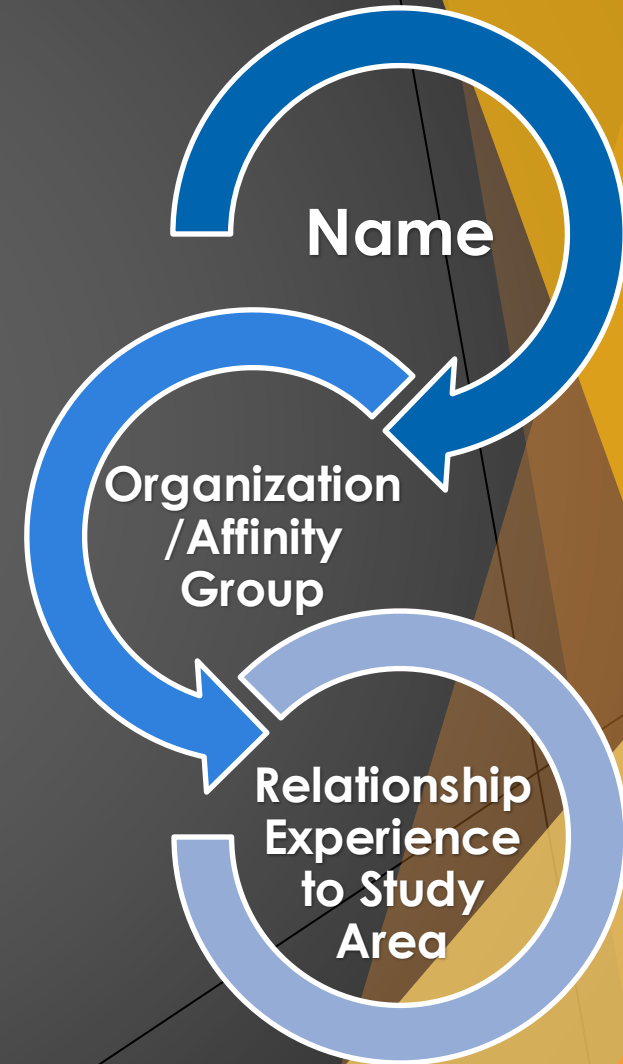 Name
Organization
/Affinity
Group
Relationship
Experience
to Study
Area